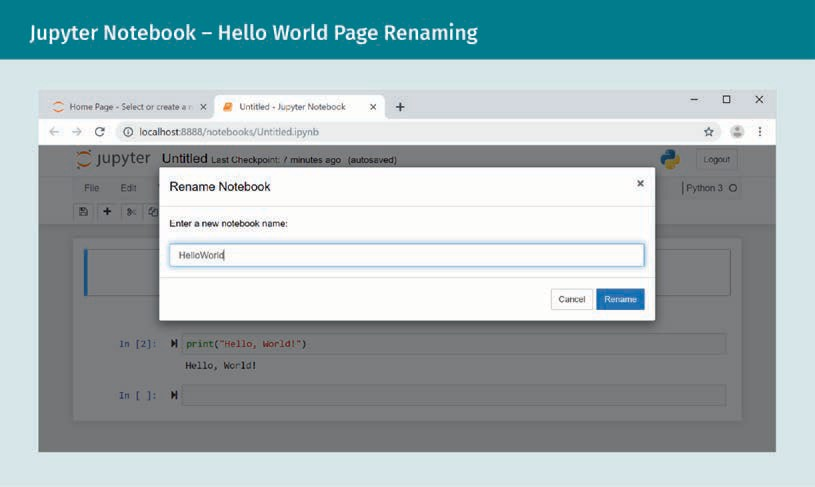 Jupyter Notebook – Hello World Page Renaming
Home Page - Select or create a n
Untitled - Jupyter Notebook
localhost:8888/notebooks/Untitled.ipynb
jupyter Untitled Last Checkpoint: 7 minutes ago (autosaved)
Logout
File Edit
Python 3
Rename Notebook
Enter a new notebook name:
HelloWorld
Cancel Rename
In [2]: print("Hello, World!")
Hello, World!
In [ ]: